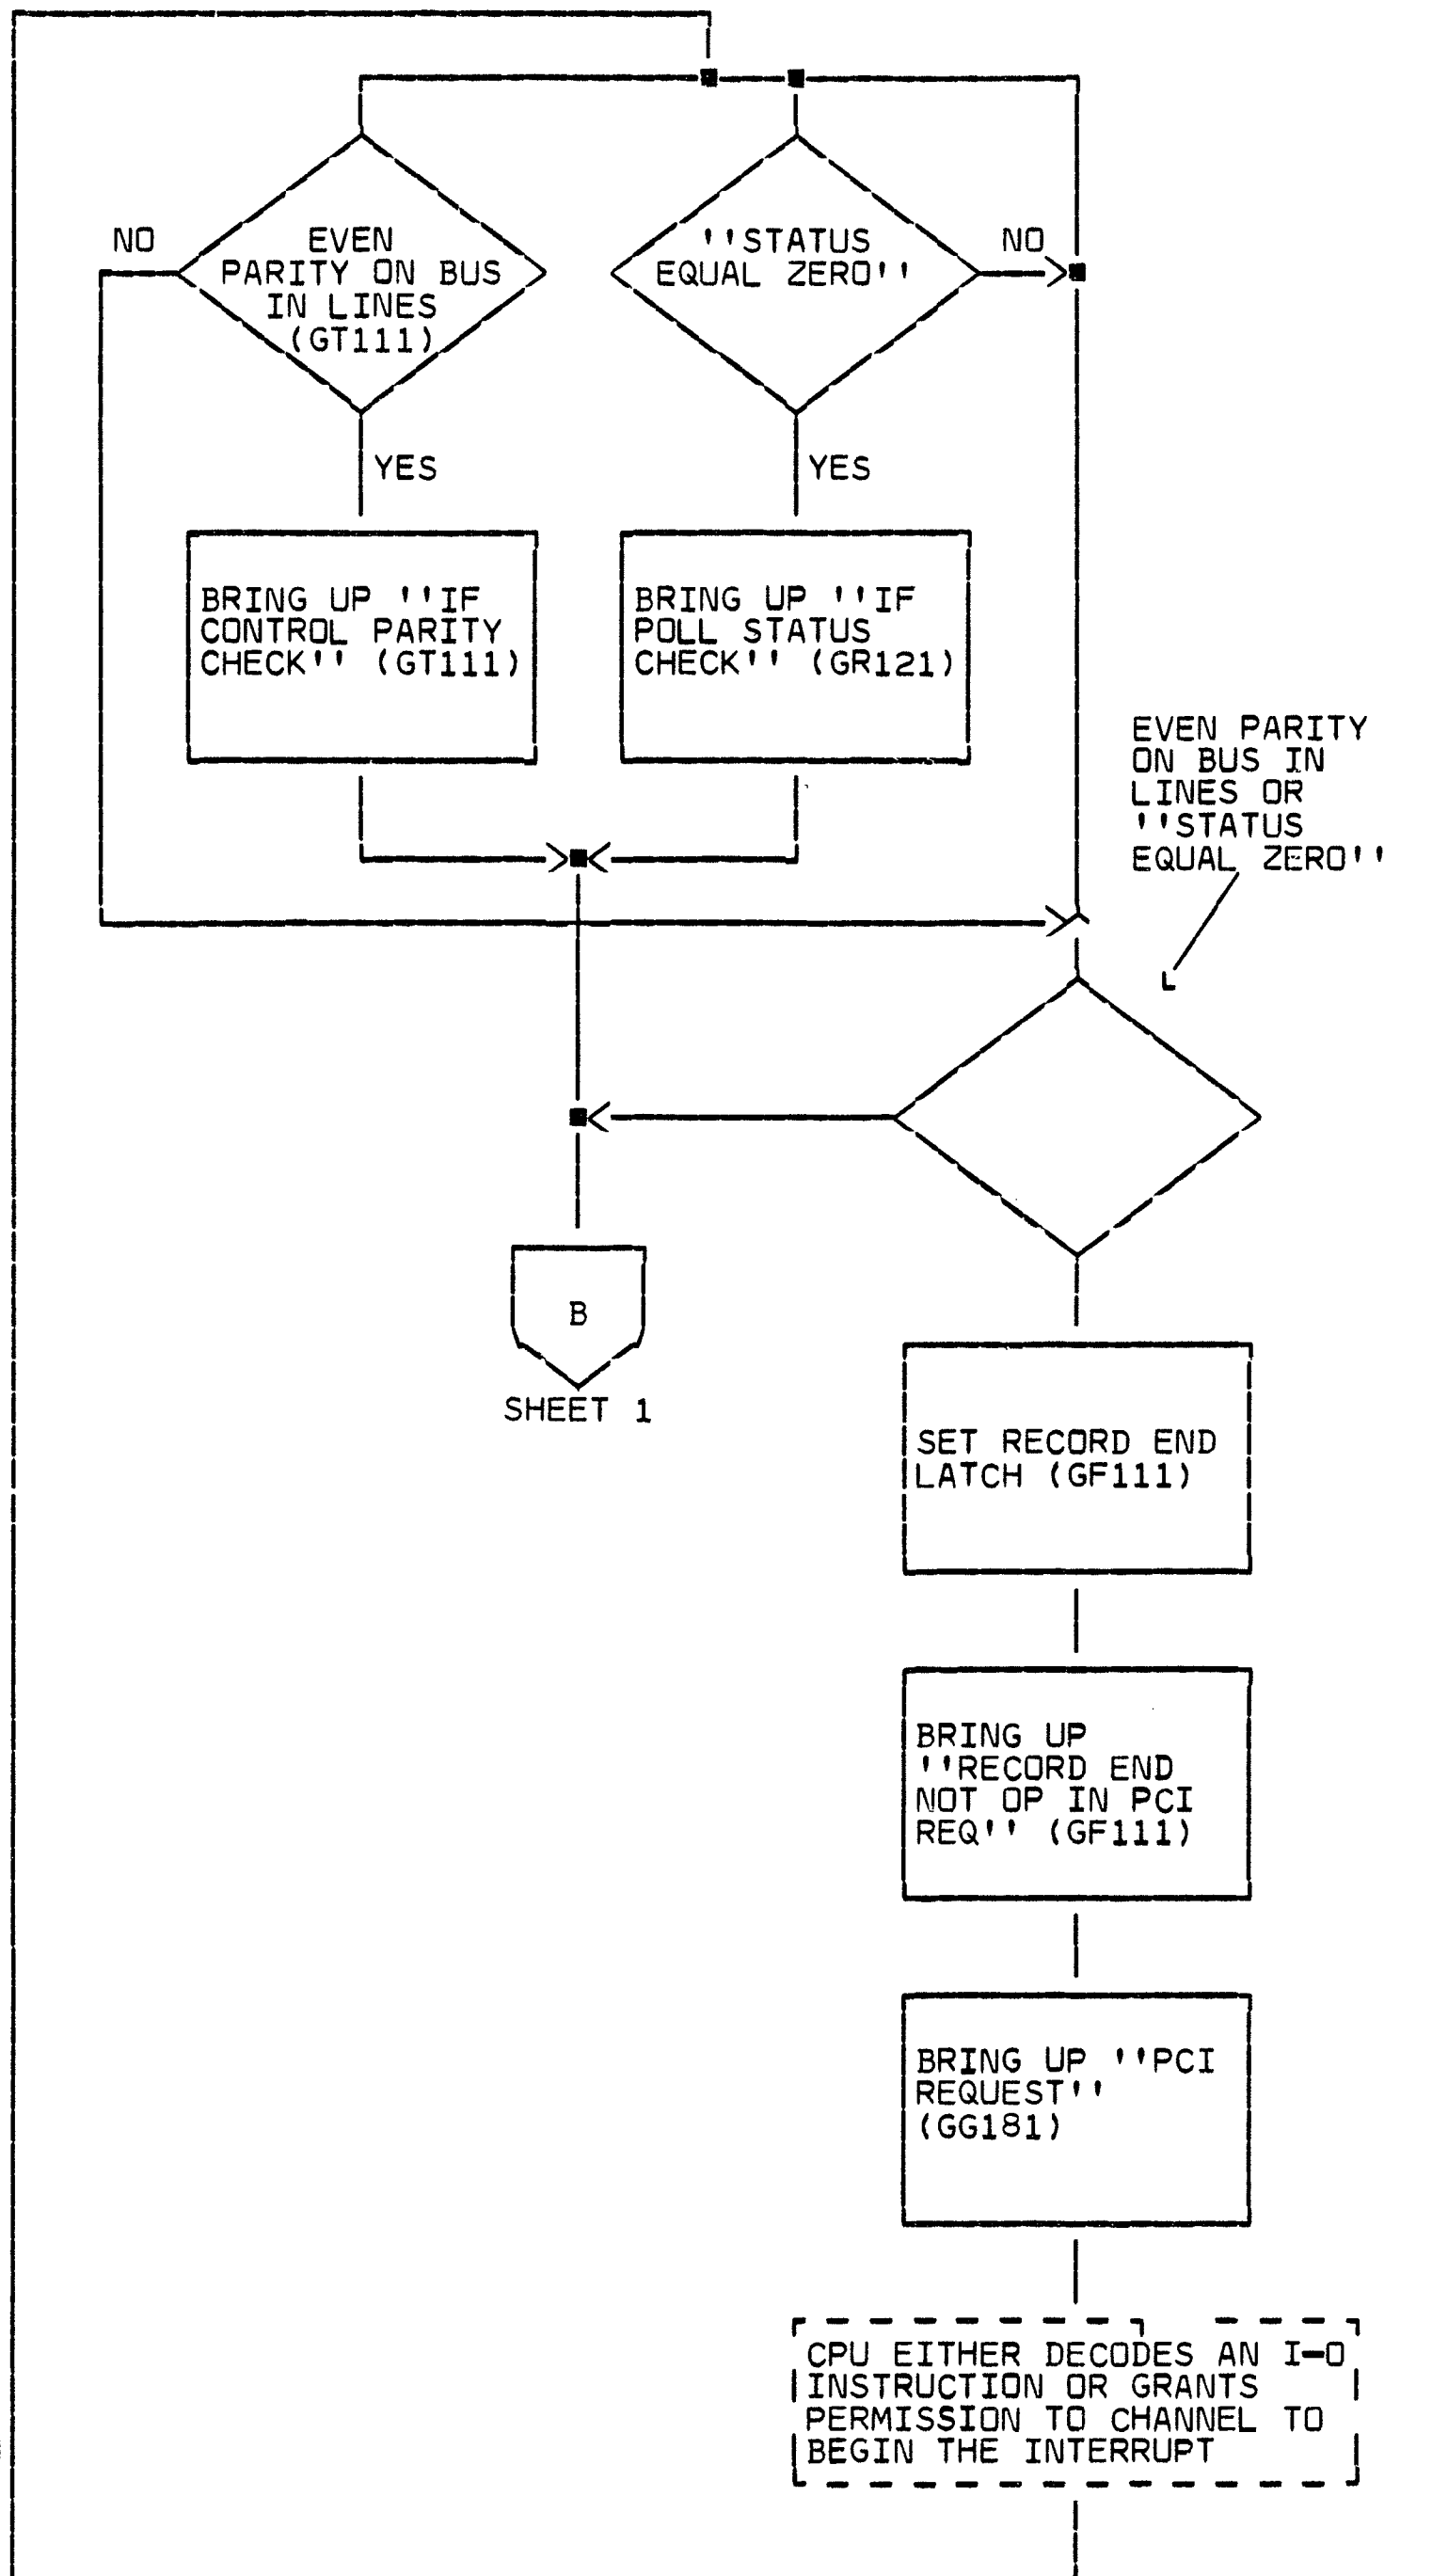 NO
EVEN
PARITY ON BUS
IN LINES
(GT111)
''STATUS
EQUAL ZERO''
NO
YES
YES
BRING UP ''IF
CONTROL PARITY
CHECK'' (GT111)
BRING UP ''IF
POLL STATUS
CHECK'' (GR121)
EVEN PARITY
ON BUS IN
LINES OR
''STATUS
EQUAL ZERO''
B
SHEET 1
SET RECORD END
LATCH (GF111)
BRING UP
''RECORD END
NOT OP IN PCI
REQ'' (GF111)
BRING UP ''PCI
REQUEST''
(GG181)
CPU EITHER DECODES AN I-O
INSTRUCTION OR GRANTS
PERMISSION TO CHANNEL TO
BEGIN THE INTERRUPT